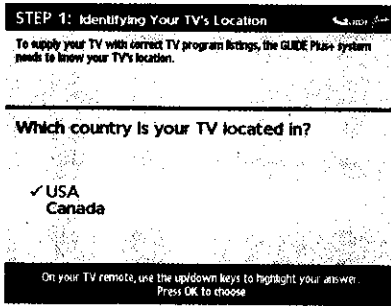 STEP 1: Identifying Your TV's Location
To supply your TV with correct TV program listings, the GUIDE Plus+ system
needs to know your TV's location.
Which country is your TV located in?
✓ USA
Canada
On your TV remote, use the up/down keys to highlight your answer.
Press OK to choose